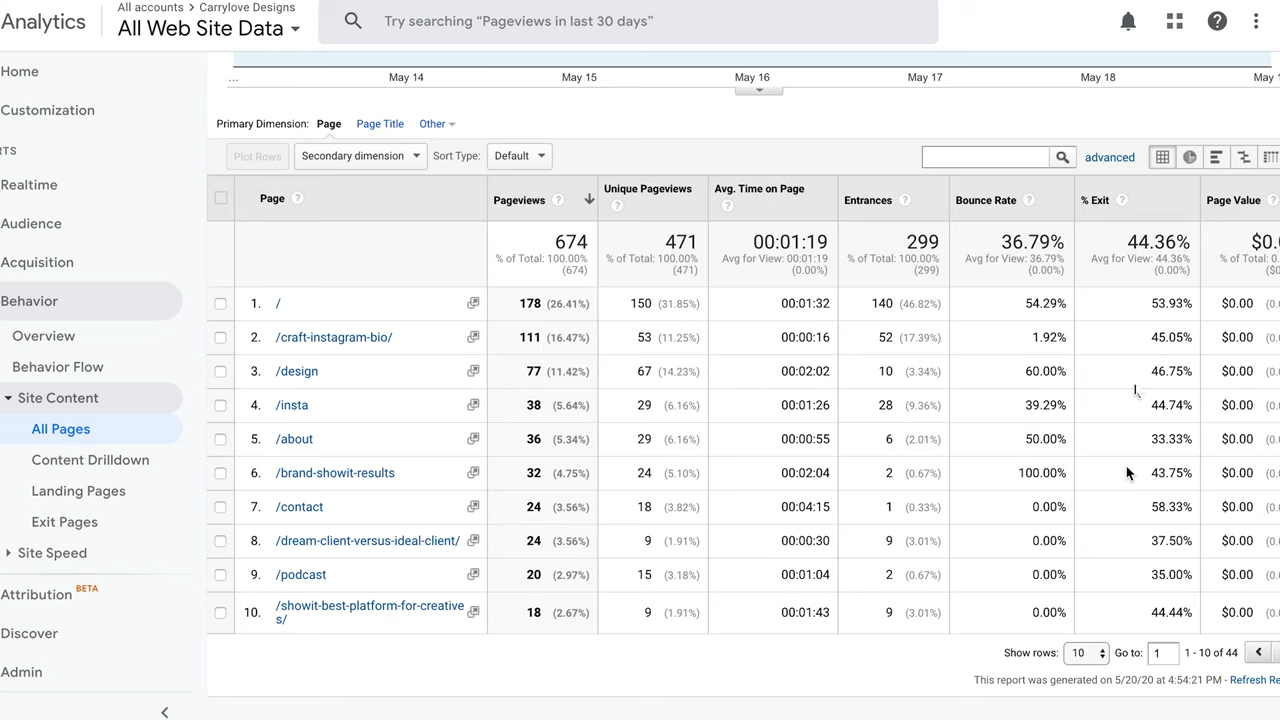 Analytics
All accounts > Carrylove Designs
All Web Site Data
Try searching “Pageviews in last 30 days”
Home
Customization
RTS
Realtime
Audience
Acquisition
Behavior
Overview
Behavior Flow
Site Content
All Pages
Content Drilldown
Landing Pages
Exit Pages
Site Speed
Attribution BETA
Discover
Admin
... May 14 May 15 May 16 May 17 May 18 May 1
Primary Dimension: Page Page Title Other
Plot Rows Secondary dimension Sort Type: Default advanced
Page Pageviews Unique Pageviews Avg. Time on Page Entrances Bounce Rate % Exit Page Value
674 471 00:01:19 299 36.79% 44.36% $0.
% of Total: 100.00% % of Total: 100.00% Avg for View: 00:01:19 % of Total: 100.00% Avg for View: 36.79% Avg for View: 44.36% % of Total: 0.
(674) (471) (0.00%) (299) (0.00%) (0.00%) ($0
1. / 178 (26.41%) 150 (31.85%) 00:01:32 140 (46.82%) 54.29% 53.93% $0.00 (0.
2. /craft-instagram-bio/ 111 (16.47%) 53 (11.25%) 00:00:16 52 (17.39%) 1.92% 45.05% $0.00 (0.
3. /design 77 (11.42%) 67 (14.23%) 00:02:02 10 (3.34%) 60.00% 46.75% $0.00 (0.
4. /insta 38 (5.64%) 29 (6.16%) 00:01:26 28 (9.36%) 39.29% 44.74% $0.00 (0.
5. /about 36 (5.34%) 29 (6.16%) 00:00:55 6 (2.01%) 50.00% 33.33% $0.00 (0.
6. /brand-showit-results 32 (4.75%) 24 (5.10%) 00:02:04 2 (0.67%) 100.00% 43.75% $0.00 (0.
7. /contact 24 (3.56%) 18 (3.82%) 00:04:15 1 (0.33%) 0.00% 58.33% $0.00 (0.
8. /dream-client-versus-ideal-client/ 24 (3.56%) 9 (1.91%) 00:00:30 9 (3.01%) 0.00% 37.50% $0.00 (0.
9. /podcast 20 (2.97%) 15 (3.18%) 00:01:04 2 (0.67%) 0.00% 35.00% $0.00 (0.
10. /showit-best-platform-for-creative
s/ 18 (2.67%) 9 (1.91%) 00:01:43 9 (3.01%) 0.00% 44.44% $0.00 (0.
Show rows: 10 Go to: 1 1 - 10 of 44
This report was generated on 5/20/20 at 4:54:21 PM - Refresh Re